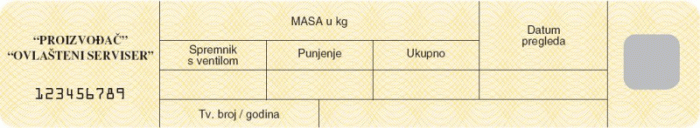 “PROIZVOĐAČ”
“OVLAŠTENI SERVISER”
123456789
MASA u kg
Spremnik
s ventilom
Punjenje
Ukupno
Datum
pregleda
Tv. broj / godina